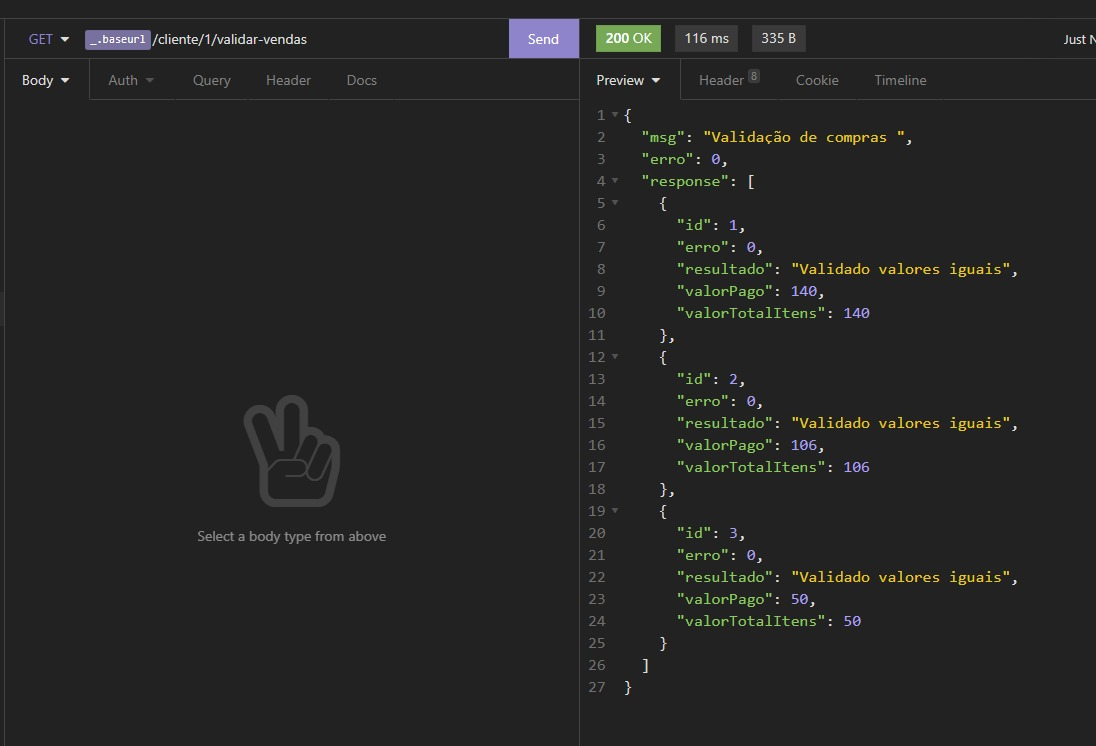 GET _.baseurl /cliente/1/validar-vendas Send 200 OK 116 ms 335 B Just N
Body Auth Query Header Docs
Preview Header 8 Cookie Timeline
Select a body type from above
1 {
2 "msg": "Validação de compras ",
3 "erro": 0,
4 "response": [
5 {
6 "id": 1,
7 "erro": 0,
8 "resultado": "Validado valores iguais",
9 "valorPago": 140,
10 "valorTotalItens": 140
11 },
12 {
13 "id": 2,
14 "erro": 0,
15 "resultado": "Validado valores iguais",
16 "valorPago": 106,
17 "valorTotalItens": 106
18 },
19 {
20 "id": 3,
21 "erro": 0,
22 "resultado": "Validado valores iguais",
23 "valorPago": 50,
24 "valorTotalItens": 50
25 }
26 ]
27 }